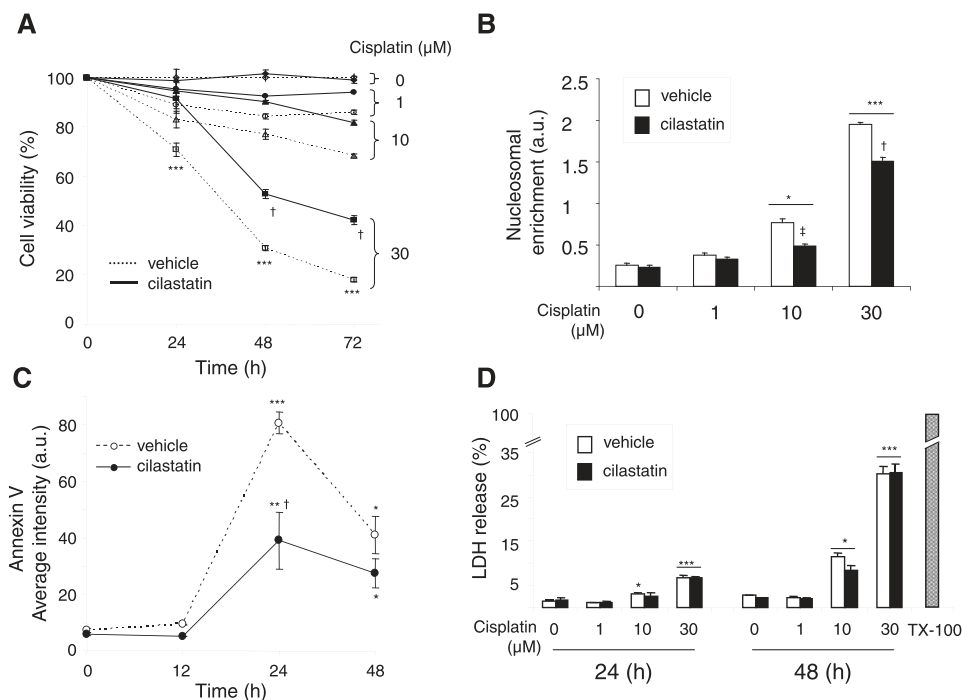 A
Cisplatin (µM)
100
80
60
40
20
0
Cell viability (%)
0
1
10
30
***
†
***
†
***
vehicle
cilastatin
0 24 48 72
Time (h)
B
2.5
2
1.5
1
0.5
Nucleosomal
enrichment (a.u.)
vehicle
cilastatin
*
‡
***
†
Cisplatin
(µM)
0 1 10 30
C
80
60
40
20
0
Annexin V
Average intensity (a.u.)
vehicle
cilastatin
***
** †
*
*
0 12 24 48
Time (h)
D
100
35
25
15
5
LDH release (%)
vehicle
cilastatin
*
***
*
***
Cisplatin
(µM)
0 1 10 30 0 1 10 30 TX-100
24 (h) 48 (h)